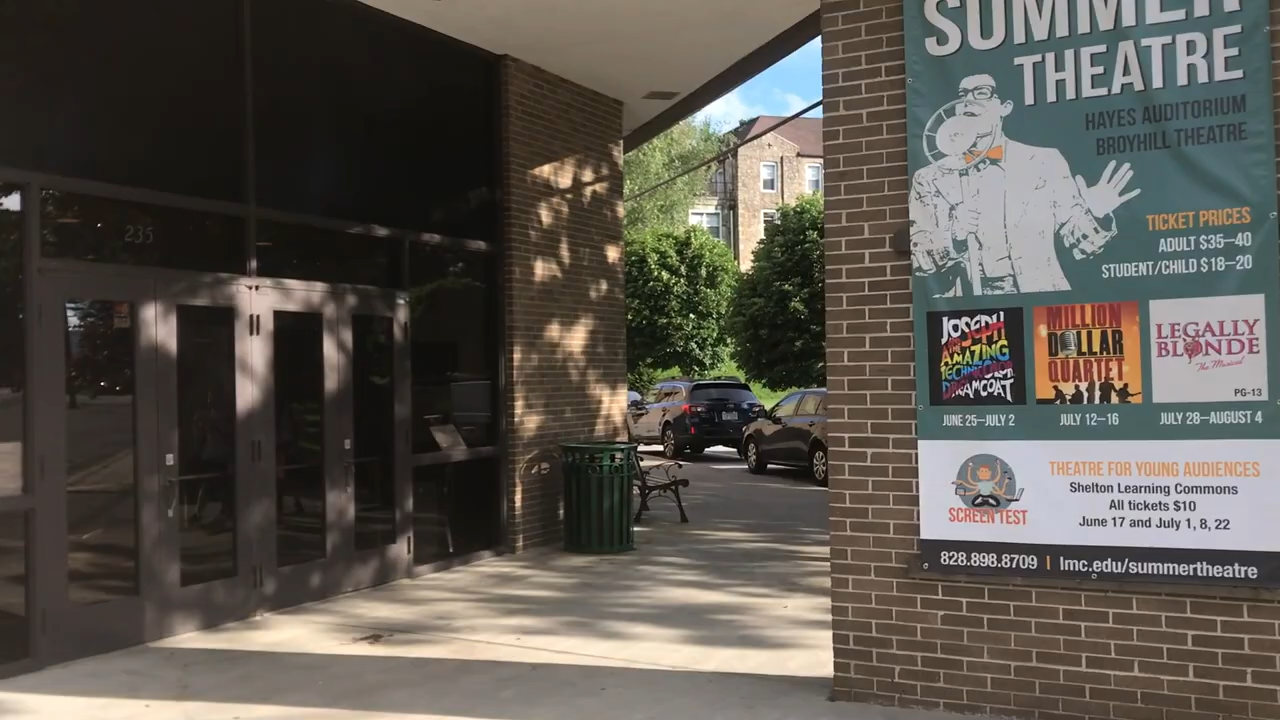 235
SUMMER
THEATRE
HAYES AUDITORIUM
BROYHILL THEATRE
TICKET PRICES
ADULT $35–40
STUDENT/CHILD $18–20
JOSEPH
AND THE
AMAZING
TECHNICOLOR
DREAMCOAT
MILLION
DOLLAR
QUARTET
LEGALLY
BLONDE
The Musical
PG-13
JUNE 25–JULY 2
JULY 12–16
JULY 28–AUGUST 4
SCREEN TEST
THEATRE FOR YOUNG AUDIENCES
Shelton Learning Commons
All tickets $10
June 17 and July 1, 8, 22
828.898.8709 | lmc.edu/summertheatre